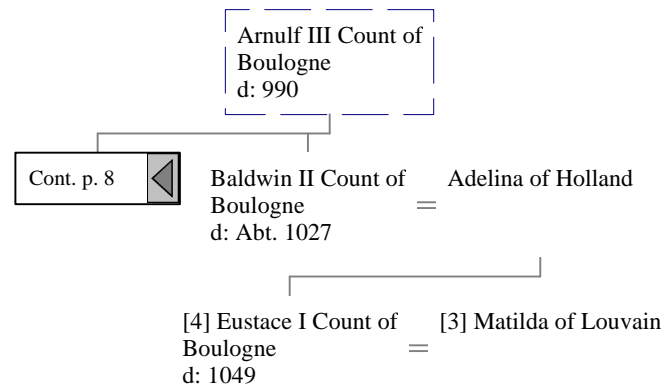 Arnulf III Count of
Boulogne
d: 990
Cont. p. 8
Baldwin II Count of
Boulogne
d: Abt. 1027
=
Adelina of Holland
[4] Eustace I Count of
Boulogne
d: 1049
=
[3] Matilda of Louvain